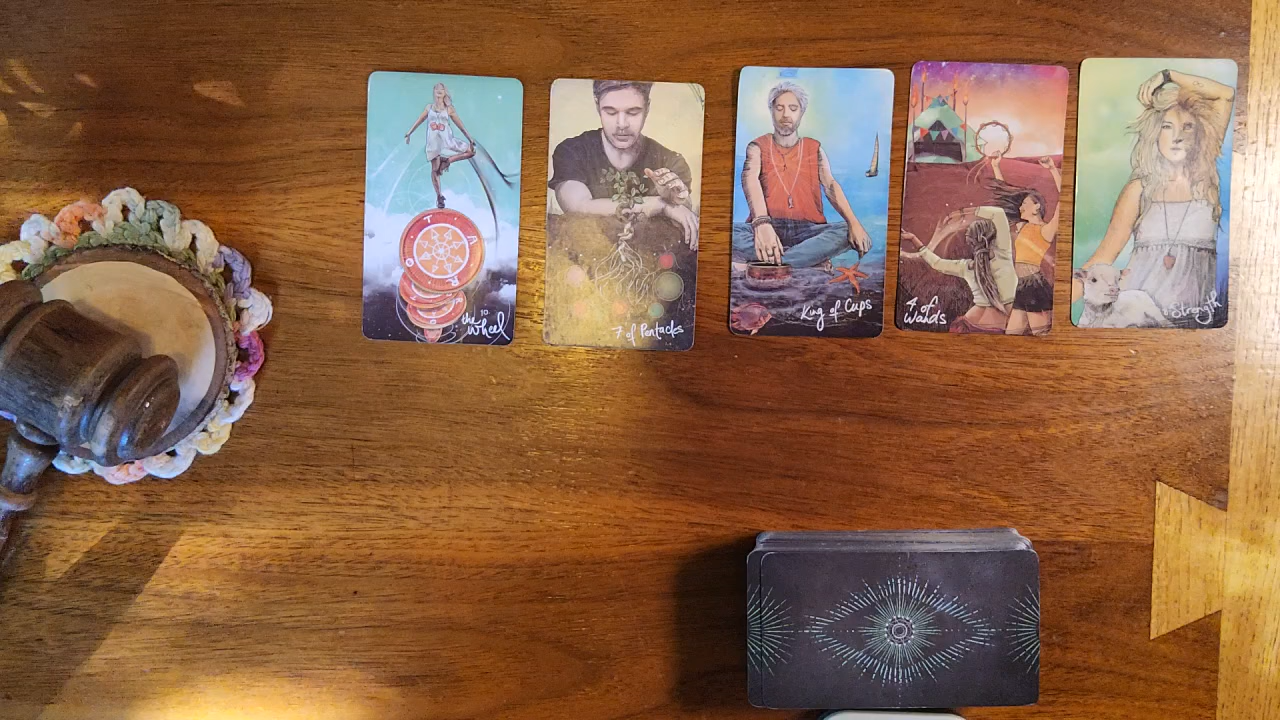 T W R O
10
the Wheel
7 of Pentacles
King of Cups
4 of
Wands
Strength